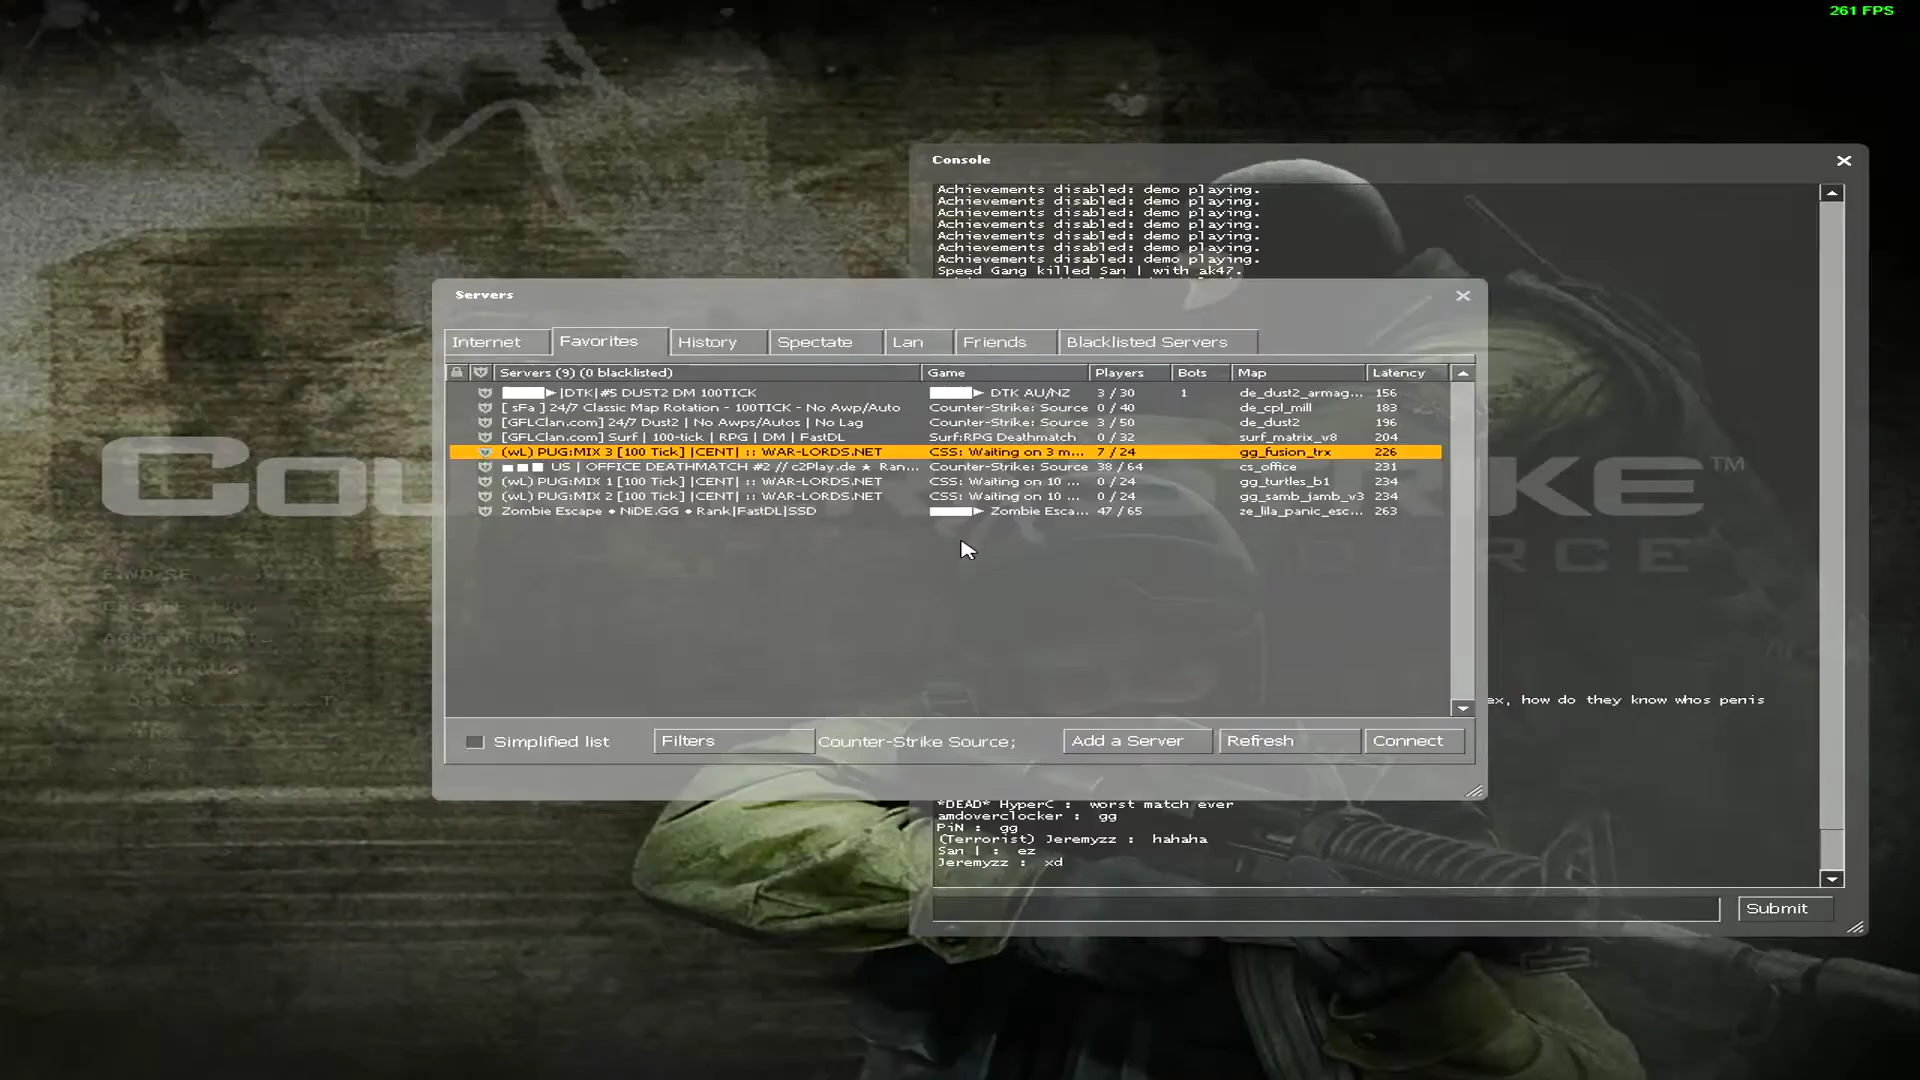 261 FPS
Console
Achievements disabled: demo playing.
Achievements disabled: demo playing.
Achievements disabled: demo playing.
Achievements disabled: demo playing.
Achievements disabled: demo playing.
Achievements disabled: demo playing.
Achievements disabled: demo playing.
Speed Gang killed San | with ak47.
Servers
Internet Favorites History Spectate Lan Friends Blacklisted Servers
Servers (9) (0 blacklisted) Game Players Bots Map Latency
|DTK|#5 DUST2 DM 100TICK DTK AU/NZ 3 / 30 1 de_dust2_armag... 156
[ sFa ] 24/7 Classic Map Rotation - 100TICK - No Awp/Auto Counter-Strike: Source 0 / 40 de_cpl_mill 183
[GFLClan.com] 24/7 Dust2 | No Awps/Autos | No Lag Counter-Strike: Source 3 / 50 de_dust2 196
[GFLClan.com] Surf | 100-tick | RPG | DM | FastDL Surf:RPG Deathmatch 0 / 32 surf_matrix_v8 204
(wL) PUG:MIX 3 [100 Tick] |CENT| :: WAR-LORDS.NET CSS: Waiting on 3 m... 7 / 24 gg_fusion_trx 226
US | OFFICE DEATHMATCH #2 // c2Play.de ★ Ran... Counter-Strike: Source 38 / 64 cs_office 231
(wL) PUG:MIX 1 [100 Tick] |CENT| :: WAR-LORDS.NET CSS: Waiting on 10 ... 0 / 24 gg_turtles_b1 234
(wL) PUG:MIX 2 [100 Tick] |CENT| :: WAR-LORDS.NET CSS: Waiting on 10 ... 0 / 24 gg_samb_jamb_v3 234
Zombie Escape • NiDE.GG • Rank|FastDL|SSD Zombie Esca... 47 / 65 ze_lila_panic_esc... 263
ex, how do they know whos penis
Simplified list Filters Counter-Strike Source; Add a Server Refresh Connect
*DEAD* HyperC : worst match ever
amdoverclocker : gg
PiN : gg
(Terrorist) Jeremyzz : hahaha
San | : ez
Jeremyzz : xd
Submit